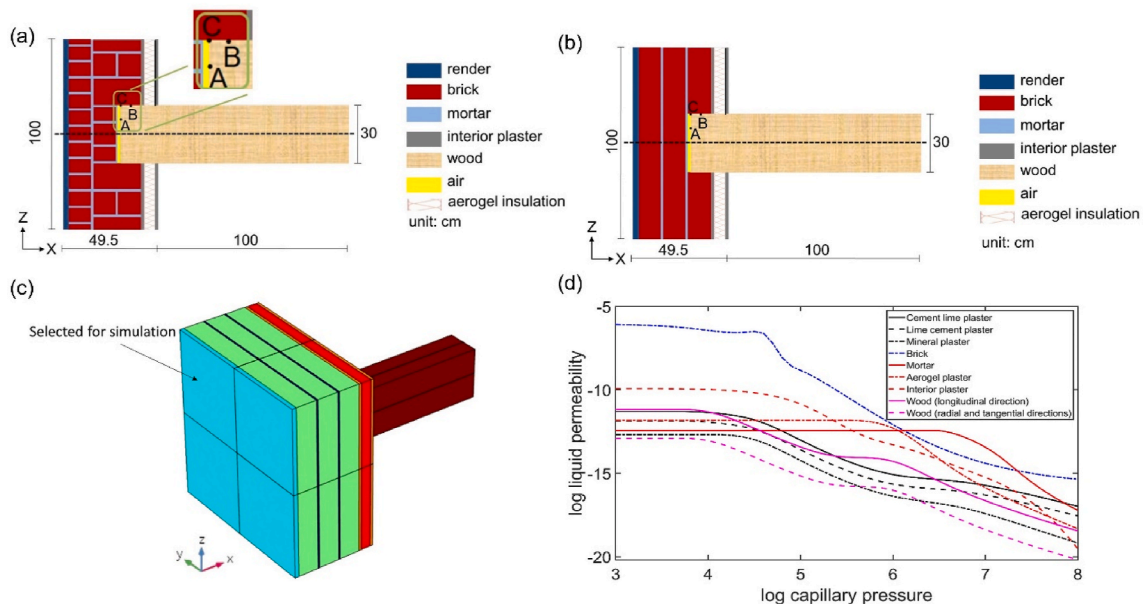 (a)
C
B
A
C
B
A
100
30
render
brick
mortar
interior plaster
wood
air
aerogel insulation
unit: cm
Z
X
49.5
100
(b)
C
B
A
100
30
render
brick
mortar
interior plaster
wood
air
aerogel insulation
unit: cm
Z
X
49.5
100
(c)
Selected for simulation
z
y
x
(d)
-5
-10
-15
-20
log liquid permeability
Cement lime plaster
Lime cement plaster
Mineral plaster
Brick
Mortar
Aerogel plaster
Interior plaster
Wood (longitudinal direction)
Wood (radial and tangential directions)
3 4 5 6 7 8
log capillary pressure